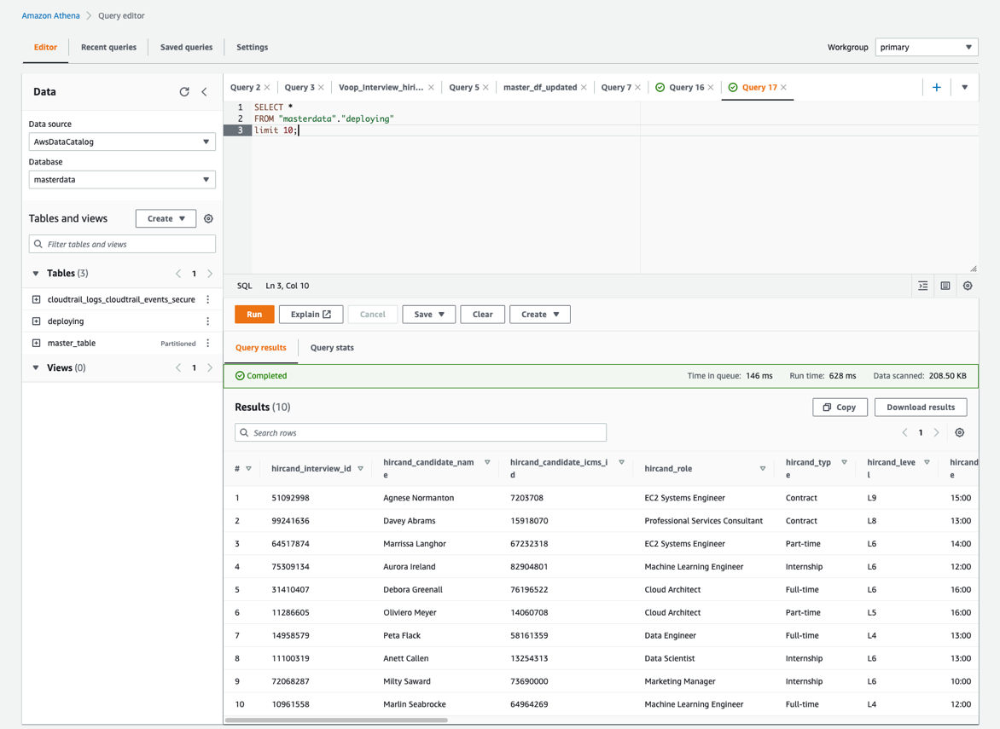 Amazon Athena > Query editor
Editor Recent queries Saved queries Settings Workgroup primary
Data
Data source
AwsDataCatalog
Database
masterdata
Tables and views Create
Filter tables and views
Tables (3) 1
cloudtrail_logs_cloudtrail_events_secure
deploying
master_table Partitioned
Views (0) 1
Query 2 Query 3 Voop_Interview_hiri... Query 5 master_df_updated Query 7 Query 16 Query 17
1 SELECT *
2 FROM "masterdata"."deploying"
3 limit 10;
SQL Ln 3, Col 10
Run Explain Cancel Save Clear Create
Query results Query stats
Completed Time in queue: 146 ms Run time: 628 ms Data scanned: 208.50 KB
Results (10) Copy Download results
Search rows 1
# hircand_interview_id hircand_candidate_nam hircand_candidate_icms_i hircand_role hircand_typ hircand_leve hircand
e d e l e
1 51092998 Agnese Normanton 7203708 EC2 Systems Engineer Contract L9 15:00
2 99241636 Davey Abrams 15918070 Professional Services Consultant Contract L8 13:00
3 64517874 Marrissa Langhor 67232318 EC2 Systems Engineer Part-time L6 14:00
4 75309134 Aurora Ireland 82904801 Machine Learning Engineer Internship L6 12:00
5 31410407 Debora Greenall 76196522 Cloud Architect Full-time L6 16:00
6 11286605 Oliviero Meyer 14060708 Cloud Architect Part-time L5 16:00
7 14958579 Peta Flack 58161359 Data Engineer Full-time L4 13:00
8 11100319 Anett Callen 13254313 Data Scientist Internship L6 13:00
9 72068287 Milty Saward 73690000 Marketing Manager Internship L6 10:00
10 10961558 Marlin Seabrocke 64964269 Machine Learning Engineer Full-time L4 12:00